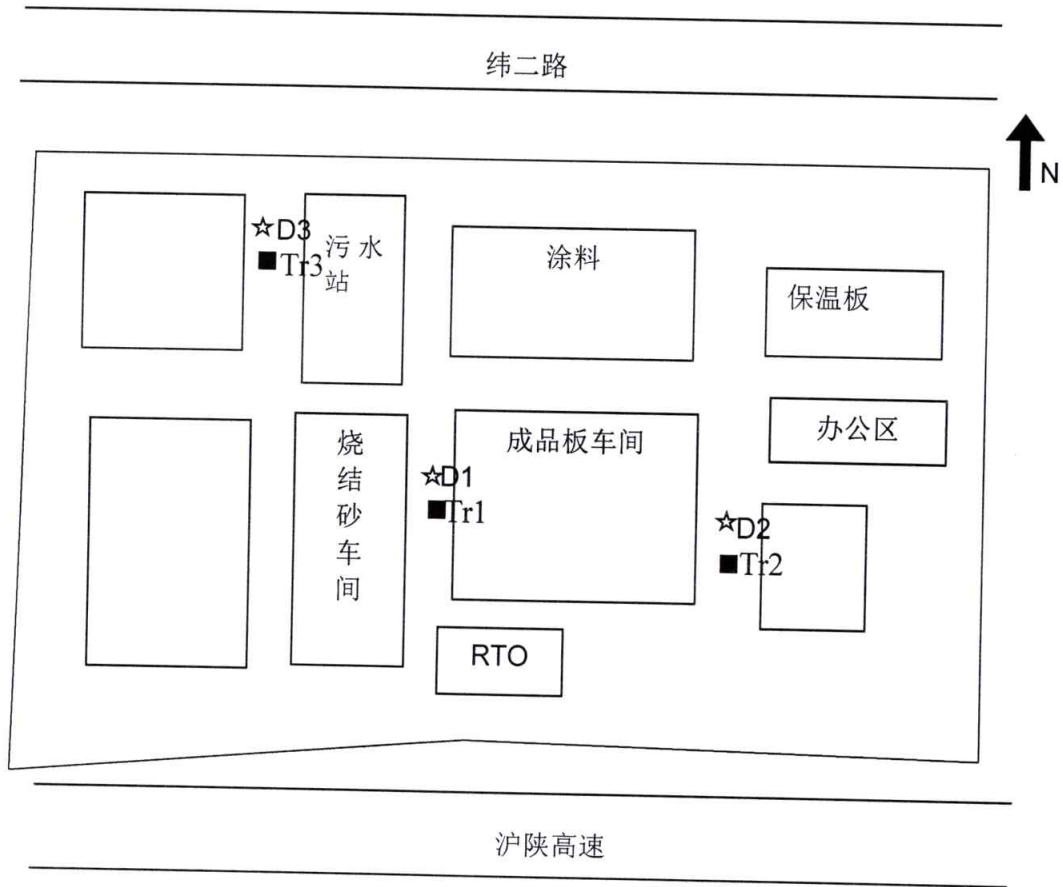 纬二路
N
☆D3
■Tr3
污水
站
涂料
保温板
烧
结
砂
车
间
☆D1
■Tr1
成品板车间
办公区
☆D2
■Tr2
RTO
沪陕高速